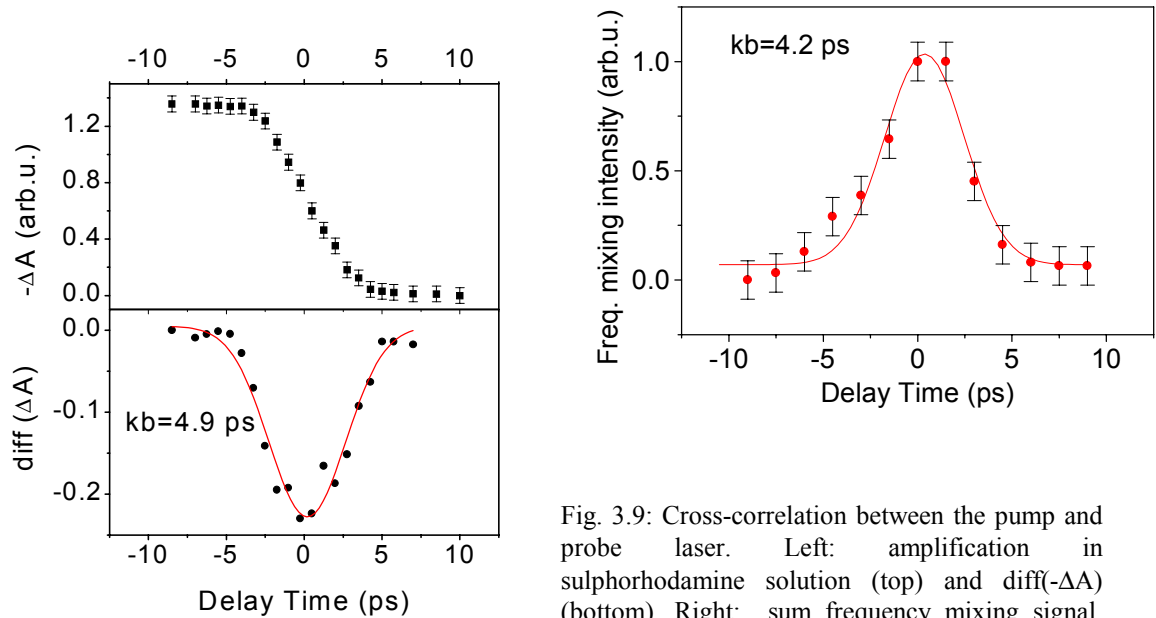 -10 -5 0 5 10
1.2
0.8
0.4
0.0
-ΔA (arb.u.)
0.0
-0.1
-0.2
diff (ΔA)
kb=4.9 ps
-10 -5 0 5 10
Delay Time (ps)
kb=4.2 ps
1.0
0.5
0.0
Freq. mixing intensity (arb.u.)
-10 -5 0 5 10
Delay Time (ps)
Fig. 3.9: Cross-correlation between the pump and
probe laser. Left: amplification in
sulphorhodamine solution (top) and diff(-ΔA)
(bottom). Right: sum frequency mixing signal.